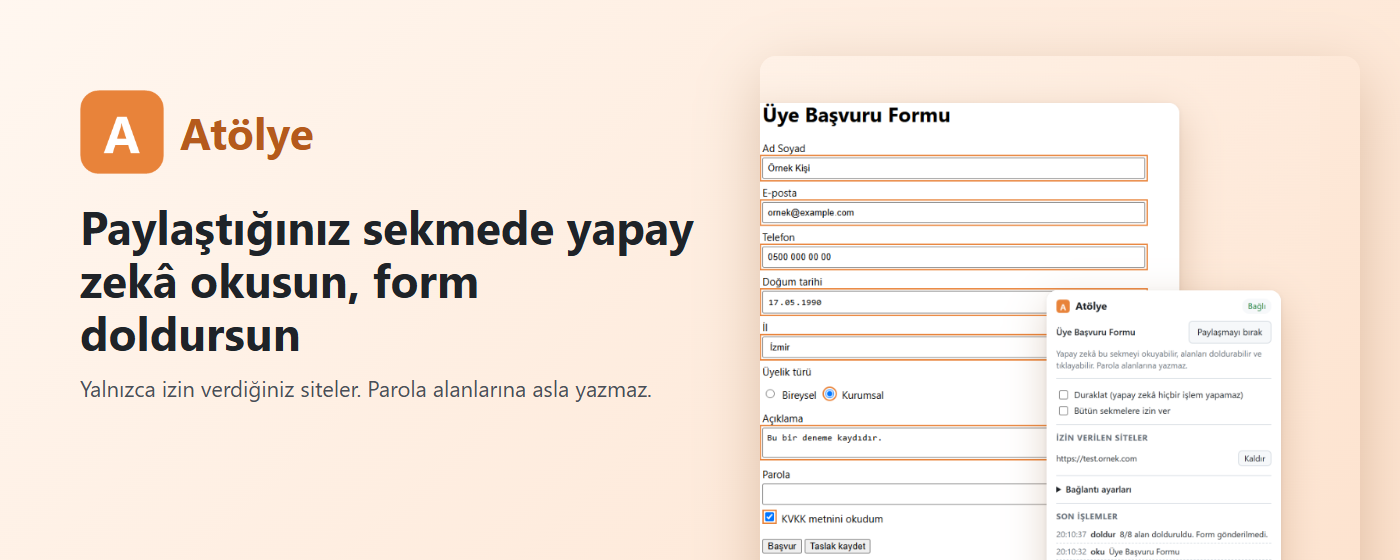 A
Atölye
Paylaştığınız sekmede yapay
zekâ okusun, form
doldursun
Yalnızca izin verdiğiniz siteler. Parola alanlarına asla yazmaz.
Üye Başvuru Formu
Ad Soyad
Örnek Kişi
E-posta
ornek@example.com
Telefon
0500 000 00 00
Doğum tarihi
17.05.1990
İl
İzmir
Üyelik türü
Bireysel Kurumsal
Açıklama
Bu bir deneme kaydıdır.
Parola
KVKK metnini okudum
Başvur Taslak kaydet
A Atölye Bağlı
Üye Başvuru Formu Paylaşmayı bırak
Yapay zekâ bu sekmeyi okuyabilir, alanları doldurabilir ve
tıklayabilir. Parola alanlarına yazmaz.
Duraklat (yapay zekâ hiçbir işlem yapamaz)
Bütün sekmelere izin ver
İZİN VERİLEN SİTELER
https://test.ornek.com Kaldır
Bağlantı ayarları
SON İŞLEMLER
20:10:37 doldur 8/8 alan dolduruldu. Form gönderilmedi.
20:10:32 oku Üye Başvuru Formu